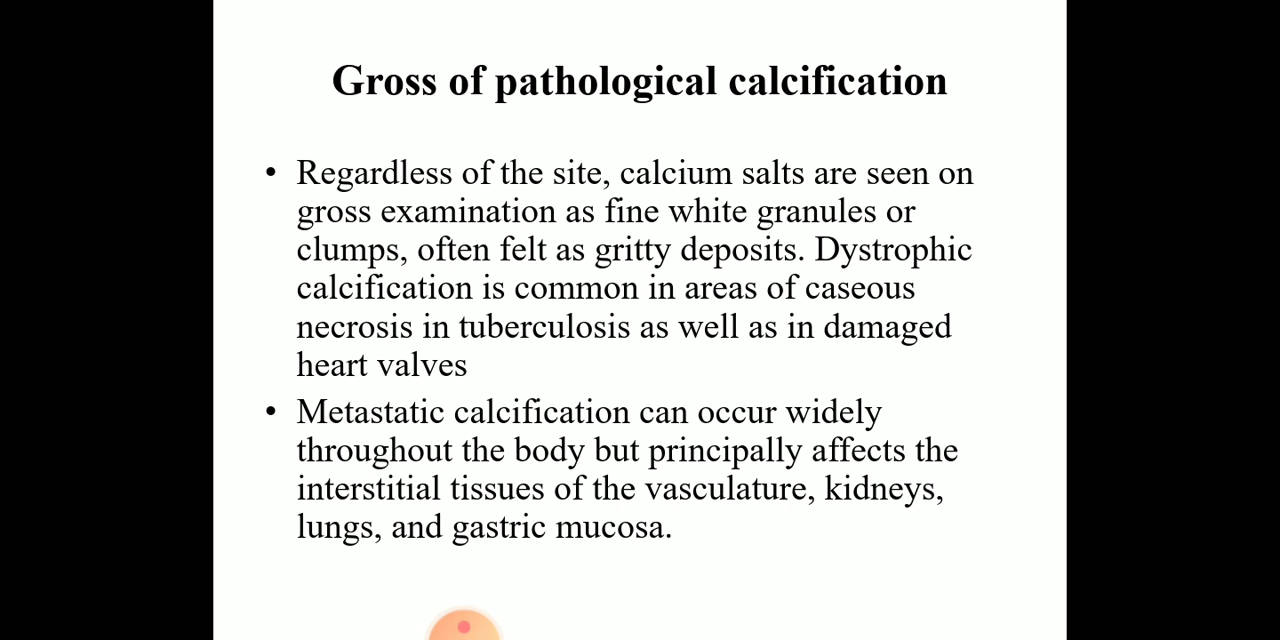 Gross of pathological calcification
• Regardless of the site, calcium salts are seen on
gross examination as fine white granules or
clumps, often felt as gritty deposits. Dystrophic
calcification is common in areas of caseous
necrosis in tuberculosis as well as in damaged
heart valves
• Metastatic calcification can occur widely
throughout the body but principally affects the
interstitial tissues of the vasculature, kidneys,
lungs, and gastric mucosa.